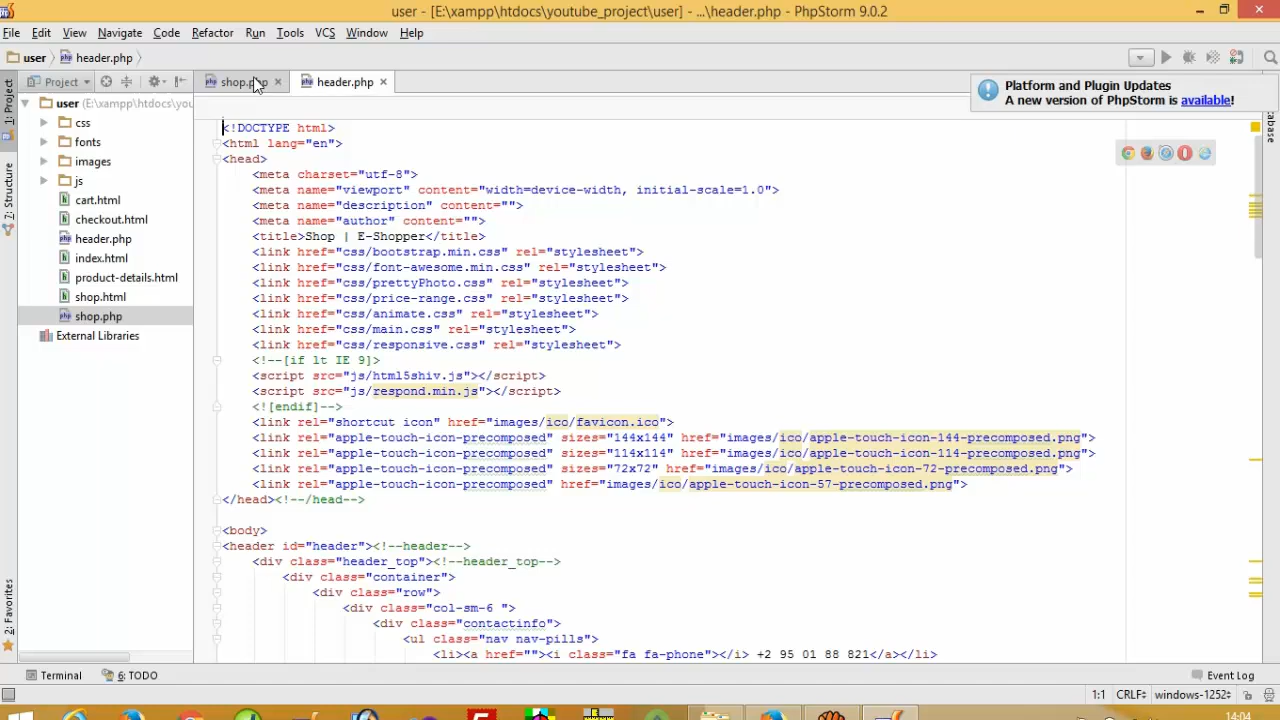 user - [E:\xampp\htdocs\youtube_project\user] - ...\header.php - PhpStorm 9.0.2
File Edit View Navigate Code Refactor Run Tools VCS Window Help
user header.php
1: Project
Project
shop.php
header.php
Platform and Plugin Updates
A new version of PhpStorm is available!
user (E:\xampp\htdocs\you
css
fonts
images
js
cart.html
checkout.html
header.php
index.html
product-details.html
shop.html
shop.php
External Libraries
7: Structure
2: Favorites
<!DOCTYPE html>
<html lang="en">
<head>
<meta charset="utf-8">
<meta name="viewport" content="width=device-width, initial-scale=1.0">
<meta name="description" content="">
<meta name="author" content="">
<title>Shop | E-Shopper</title>
<link href="css/bootstrap.min.css" rel="stylesheet">
<link href="css/font-awesome.min.css" rel="stylesheet">
<link href="css/prettyPhoto.css" rel="stylesheet">
<link href="css/price-range.css" rel="stylesheet">
<link href="css/animate.css" rel="stylesheet">
<link href="css/main.css" rel="stylesheet">
<link href="css/responsive.css" rel="stylesheet">
<!--[if lt IE 9]>
<script src="js/html5shiv.js"></script>
<script src="js/respond.min.js"></script>
<![endif]-->
<link rel="shortcut icon" href="images/ico/favicon.ico">
<link rel="apple-touch-icon-precomposed" sizes="144x144" href="images/ico/apple-touch-icon-144-precomposed.png">
<link rel="apple-touch-icon-precomposed" sizes="114x114" href="images/ico/apple-touch-icon-114-precomposed.png">
<link rel="apple-touch-icon-precomposed" sizes="72x72" href="images/ico/apple-touch-icon-72-precomposed.png">
<link rel="apple-touch-icon-precomposed" href="images/ico/apple-touch-icon-57-precomposed.png">
</head><!--/head-->
<body>
<header id="header"><!--header-->
<div class="header_top"><!--header_top-->
<div class="container">
<div class="row">
<div class="col-sm-6 ">
<div class="contactinfo">
<ul class="nav nav-pills">
<li><a href=""><i class="fa fa-phone"></i> +2 95 01 88 821</a></li>
Terminal 6: TODO Event Log
1:1 CRLF windows-1252
14:04